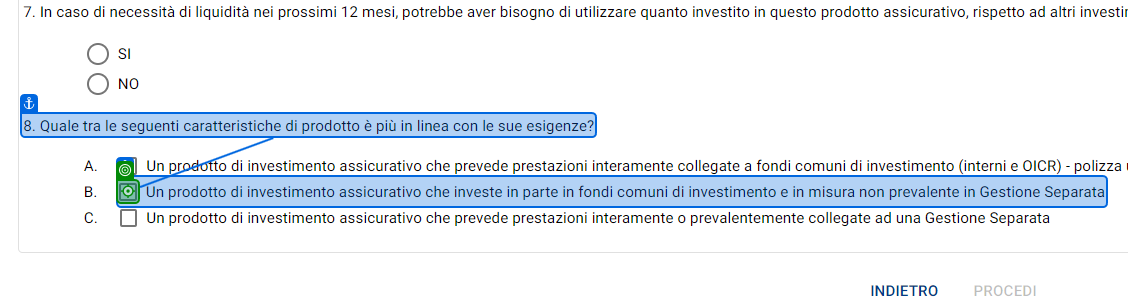 7. In caso di necessità di liquidità nei prossimi 12 mesi, potrebbe aver bisogno di utilizzare quanto investito in questo prodotto assicurativo, rispetto ad altri
SI
NO
8. Quale tra le seguenti caratteristiche di prodotto è più in linea con le sue esigenze?
A. Un prodotto di investimento assicurativo che prevede prestazioni interamente collegate a fondi comuni di investimento (interni e OICR) - polizza
B. Un prodotto di investimento assicurativo che investe in parte in fondi comuni di investimento e in misura non prevalente in Gestione Separata
C. Un prodotto di investimento assicurativo che prevede prestazioni interamente o prevalentemente collegate ad una Gestione Separata
INDIETRO PROCEDI